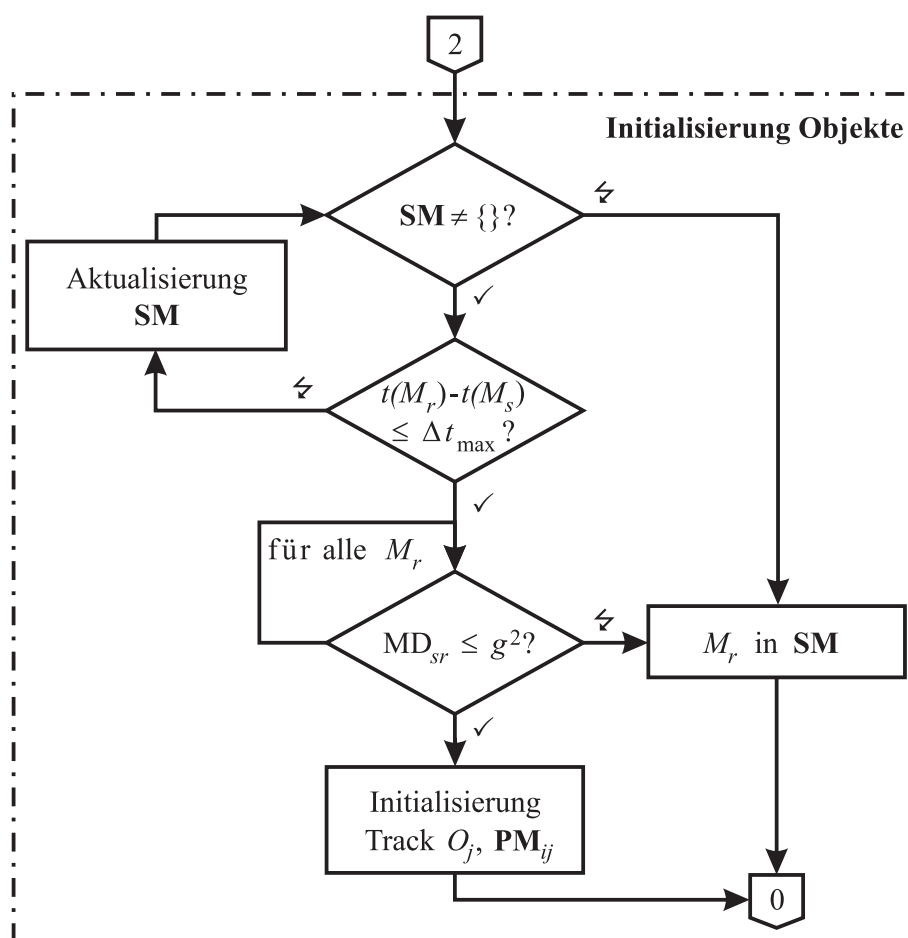 2
Initialisierung Objekte
SM ≠ {}?
↯
Aktualisierung
SM
✓
↯
t(M_r)-t(M_s)
≤ Δt_max?
✓
für alle M_r
MD_sr ≤ g²?
↯
M_r in SM
✓
Initialisierung
Track O_j, PM_ij
0